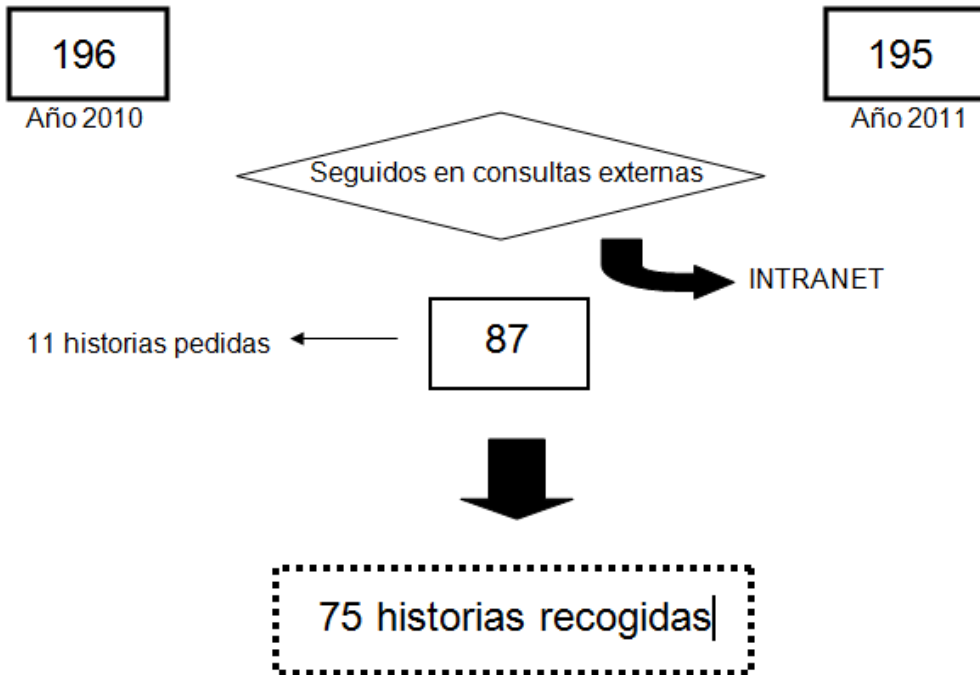 196
195
Año 2010
Año 2011
Seguidos en consultas externas
INTRANET
11 historias pedidas
87
75 historias recogidas